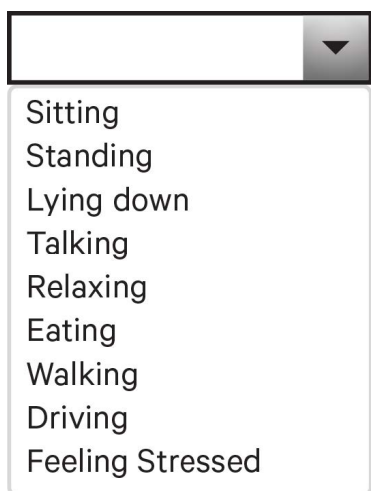 Sitting
Standing
Lying down
Talking
Relaxing
Eating
Walking
Driving
Feeling Stressed